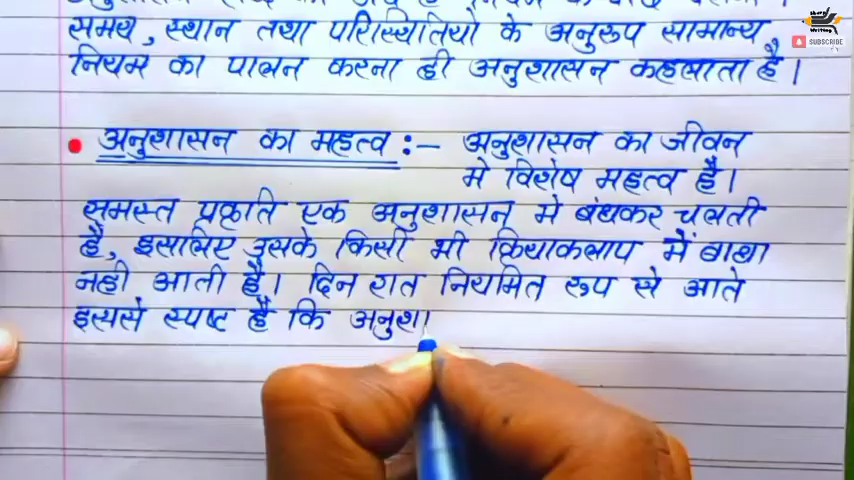 समय, स्थान तथा परिस्थितियों के अनुरूप सामान्य
नियम का पालन करना ही अनुशासन कहलाता है।
अनुशासन का महत्व :- अनुशासन का जीवन
मे विशेष महत्व है।
समस्त प्रकृति एक अनुशासन मे बंधकर चलती
है, इसलिए उसके किसी भी क्रियाकलाप में बाधा
नही आती है। दिन रात नियमित रूप से आते
इससे स्पष्ट है कि अनुशा
SUBSCRIBE